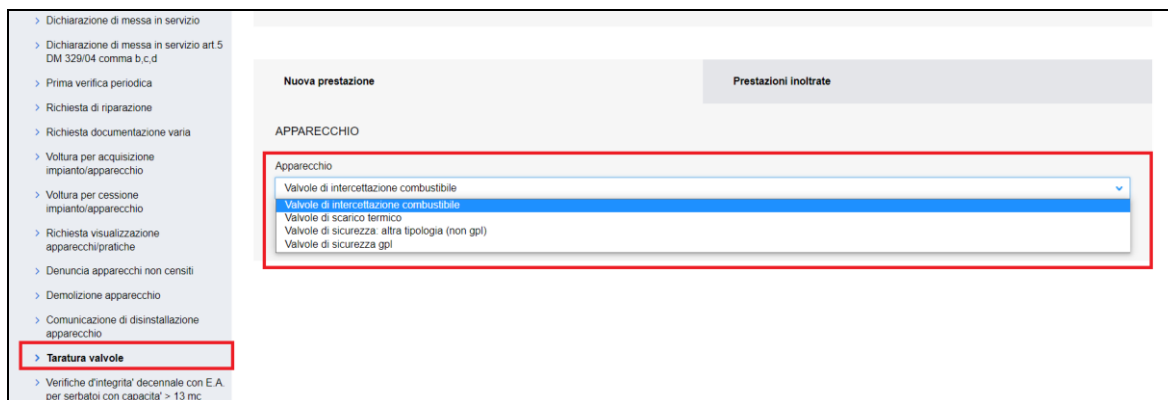 > Dichiarazione di messa in servizio
> Dichiarazione di messa in servizio art.5
DM 329/04 comma b,c,d
> Prima verifica periodica
> Richiesta di riparazione
> Richiesta documentazione varia
> Voltura per acquisizione
impianto/apparecchio
> Voltura per cessione
impianto/apparecchio
> Richiesta visualizzazione
apparecchi/pratiche
> Denuncia apparecchi non censiti
> Demolizione apparecchio
> Comunicazione di disinstallazione
apparecchio
> Taratura valvole
> Verifiche d'integrita' decennale con E.A.
per serbatoi con capacita' > 13 mc
Nuova prestazione
Prestazioni inoltrate
APPARECCHIO
Apparecchio
Valvole di intercettazione combustibile
Valvole di intercettazione combustibile
Valvole di scarico termico
Valvole di sicurezza: altra tipologia (non gpl)
Valvole di sicurezza gpl